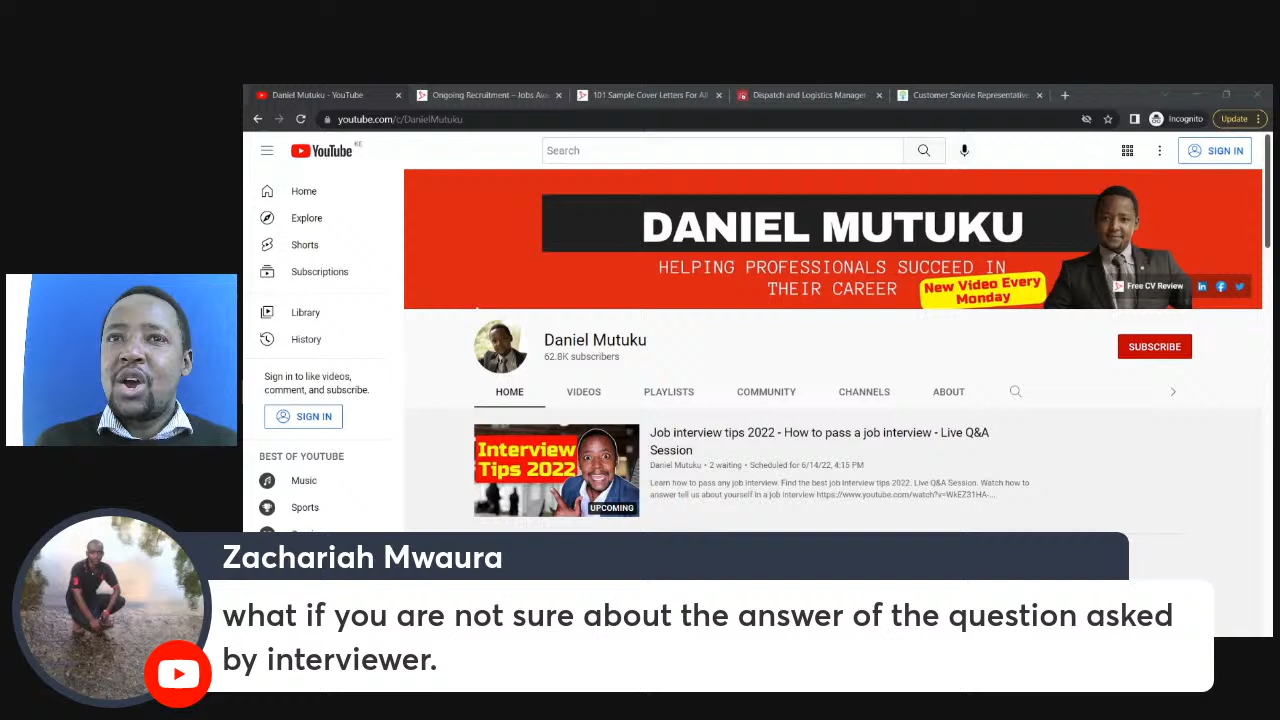 Daniel Mutuku - YouTube
Ongoing Recruitment – Jobs Awa
101 Sample Cover Letters For All
Dispatch and Logistics Manager
Customer Service Representative
youtube.com/c/DanielMutuku
Incognito
Update
YouTube KE
Search
SIGN IN
Home
Explore
Shorts
Subscriptions
Library
History
Sign in to like videos,
comment, and subscribe.
SIGN IN
BEST OF YOUTUBE
Music
Sports
DANIEL MUTUKU
HELPING PROFESSIONALS SUCCEED IN
THEIR CAREER
New Video Every
Monday
Free CV Review
Daniel Mutuku
62.8K subscribers
SUBSCRIBE
HOME
VIDEOS
PLAYLISTS
COMMUNITY
CHANNELS
ABOUT
Interview
Tips 2022
UPCOMING
Job interview tips 2022 - How to pass a job interview - Live Q&A
Session
Daniel Mutuku • 2 waiting • Scheduled for 6/14/22, 4:15 PM
Learn how to pass any job interview. Find the best job interview tips 2022. Live Q&A Session. Watch how to
answer tell us about yourself in a job interview https://www.youtube.com/watch?v=WkEZ31HA-...
Zachariah Mwaura
what if you are not sure about the answer of the question asked
by interviewer.